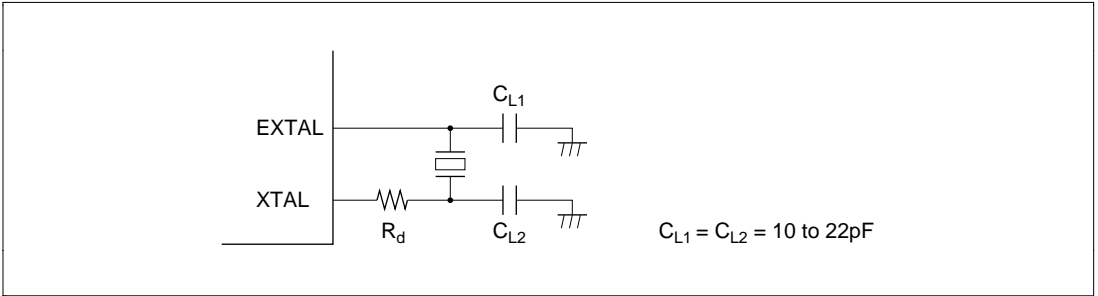 C_L1
EXTAL
XTAL
R_d
C_L2
C_L1 = C_L2 = 10 to 22pF